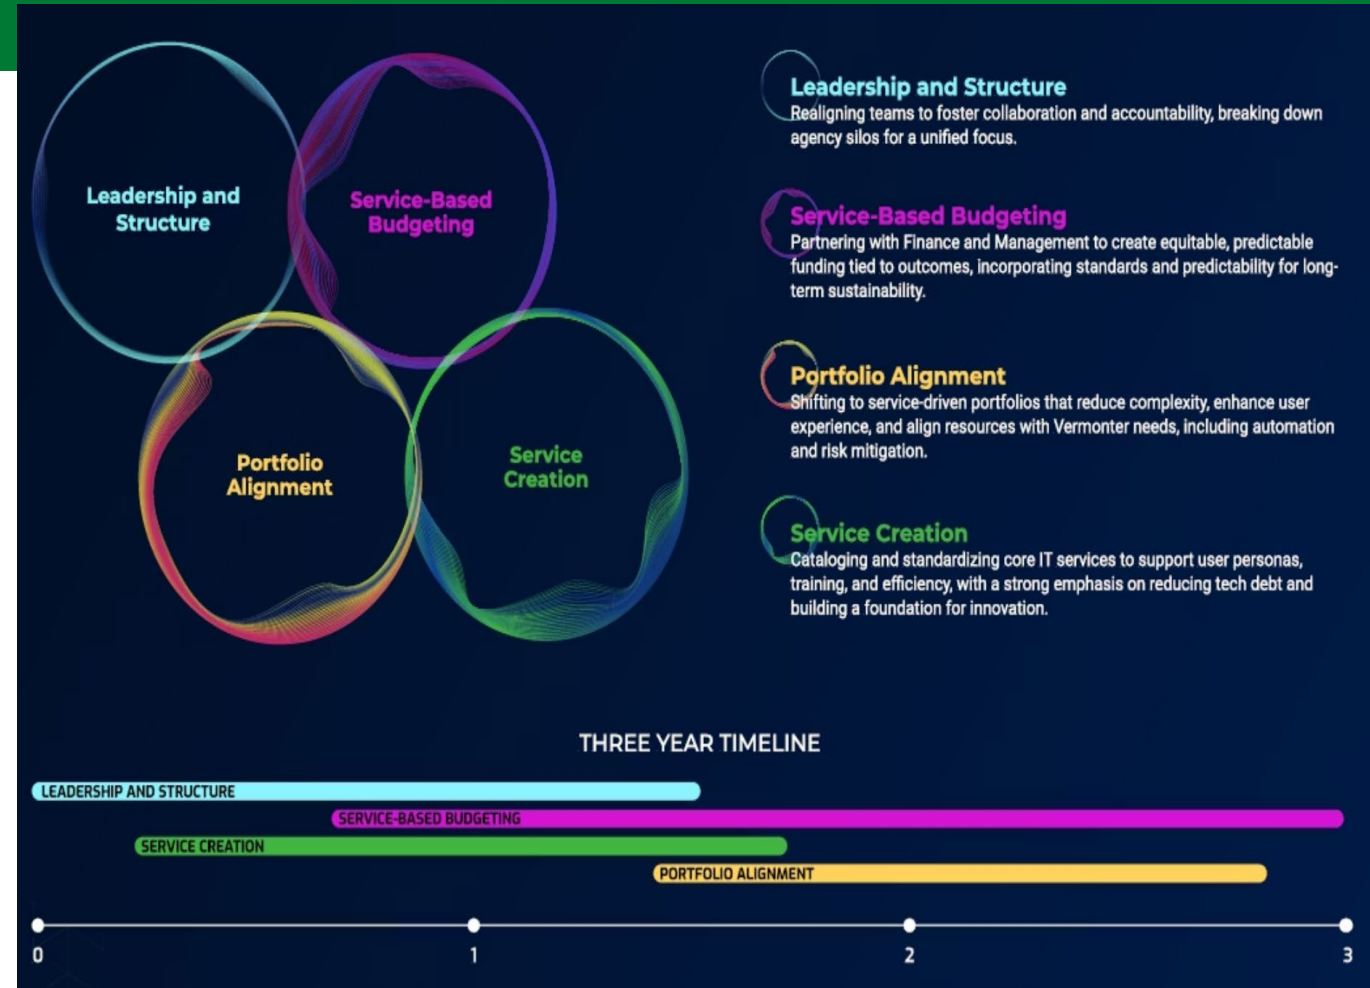 Leadership and
Structure
Service-Based
Budgeting
Portfolio
Alignment
Service
Creation
Leadership and Structure
Realigning teams to foster collaboration and accountability, breaking down
agency silos for a unified focus.
Service-Based Budgeting
Partnering with Finance and Management to create equitable, predictable
funding tied to outcomes, incorporating standards and predictability for long-
term sustainability.
Portfolio Alignment
Shifting to service-driven portfolios that reduce complexity, enhance user
experience, and align resources with Vermonter needs, including automation
and risk mitigation.
Service Creation
Cataloging and standardizing core IT services to support user personas,
training, and efficiency, with a strong emphasis on reducing tech debt and
building a foundation for innovation.
THREE YEAR TIMELINE
LEADERSHIP AND STRUCTURE
SERVICE-BASED BUDGETING
SERVICE CREATION
PORTFOLIO ALIGNMENT
0 1 2 3